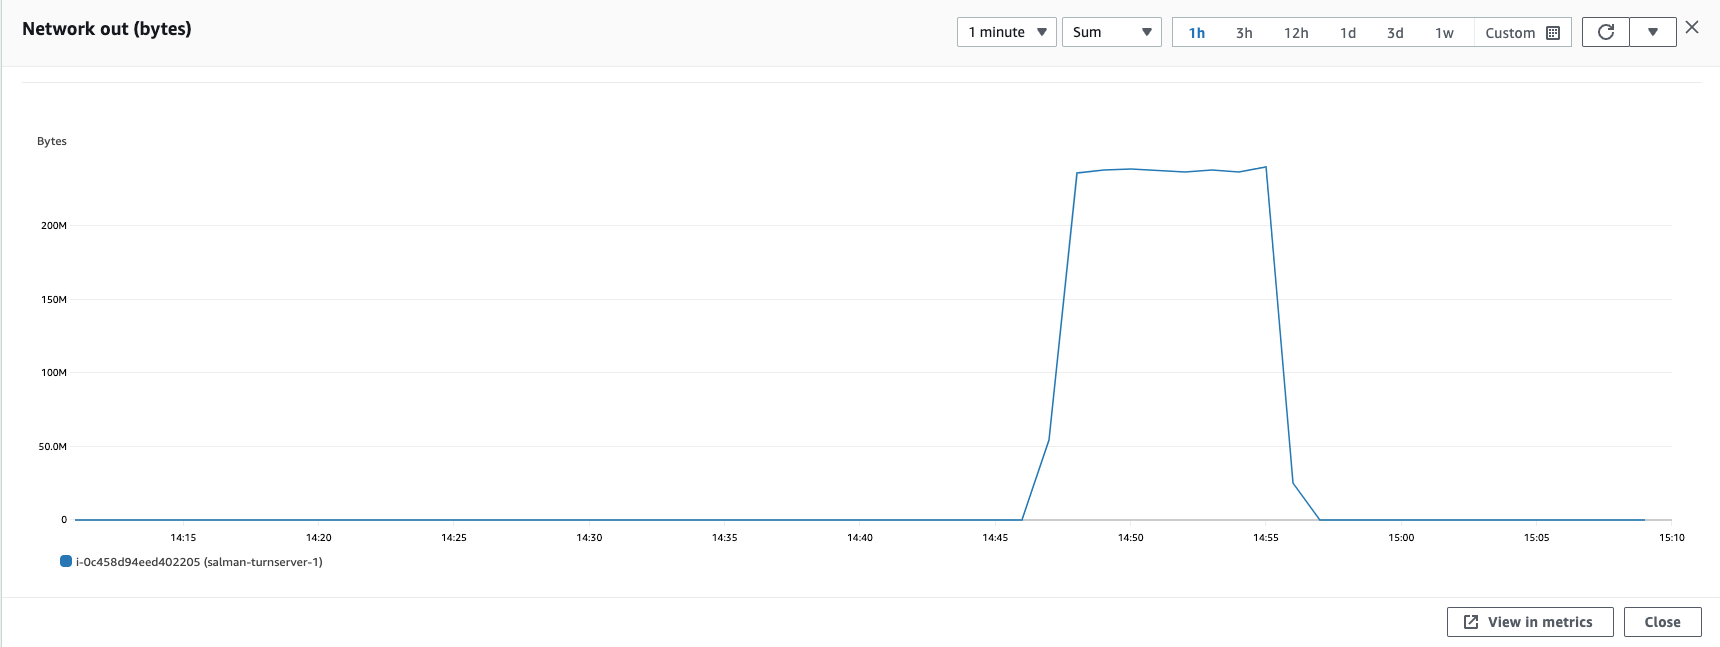 Network out (bytes)
1 minute Sum 1h 3h 12h 1d 3d 1w Custom
Bytes
200M
150M
100M
50.0M
0
14:15 14:20 14:25 14:30 14:35 14:40 14:45 14:50 14:55 15:00 15:05 15:10
i-0c458d94eed402205 (salman-turnserver-1)
View in metrics Close